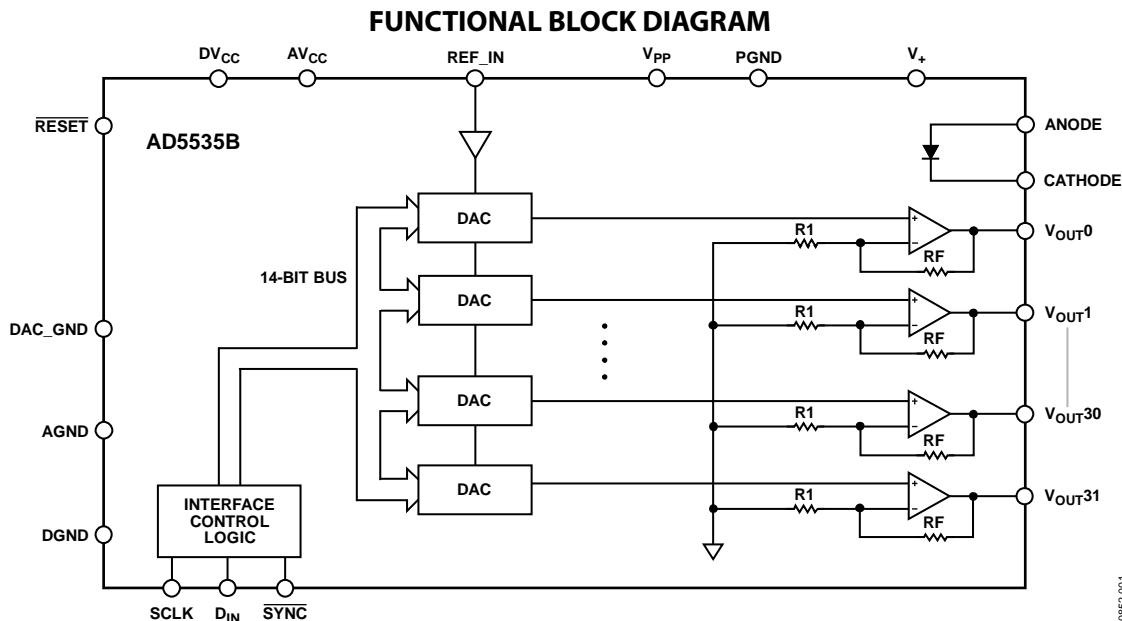 FUNCTIONAL BLOCK DIAGRAM
DVCC AVCC REF_IN VPP PGND V+
RESET
AD5535B
ANODE
CATHODE
DAC
+
−
R1
RF
VOUT0
14-BIT BUS
DAC
+
−
R1
RF
VOUT1
DAC_GND
DAC
+
−
R1
RF
VOUT30
AGND
DAC
+
−
R1
RF
VOUT31
INTERFACE
CONTROL
LOGIC
DGND
SCLK DIN SYNC